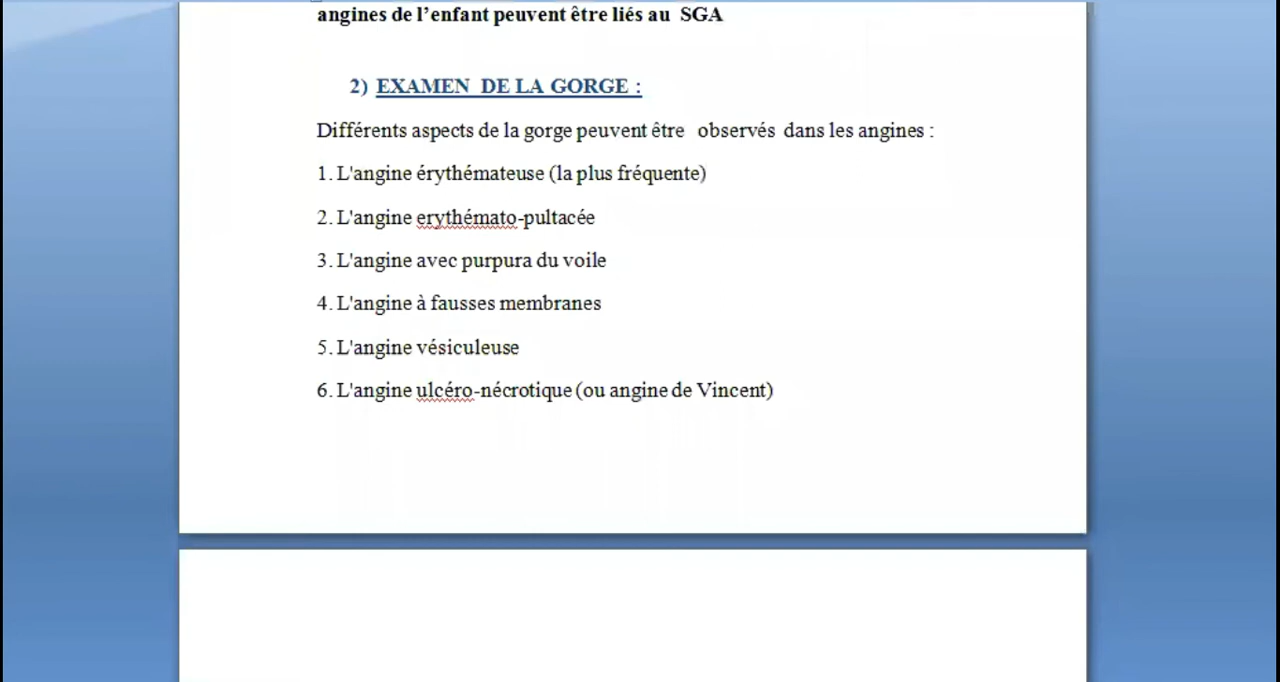 angines de l’enfant peuvent être liés au SGA
2) EXAMEN DE LA GORGE :
Différents aspects de la gorge peuvent être observés dans les angines :
1. L'angine érythémateuse (la plus fréquente)
2. L'angine erythémato-pultacée
3. L'angine avec purpura du voile
4. L'angine à fausses membranes
5. L'angine vésiculeuse
6. L'angine ulcéro-nécrotique (ou angine de Vincent)